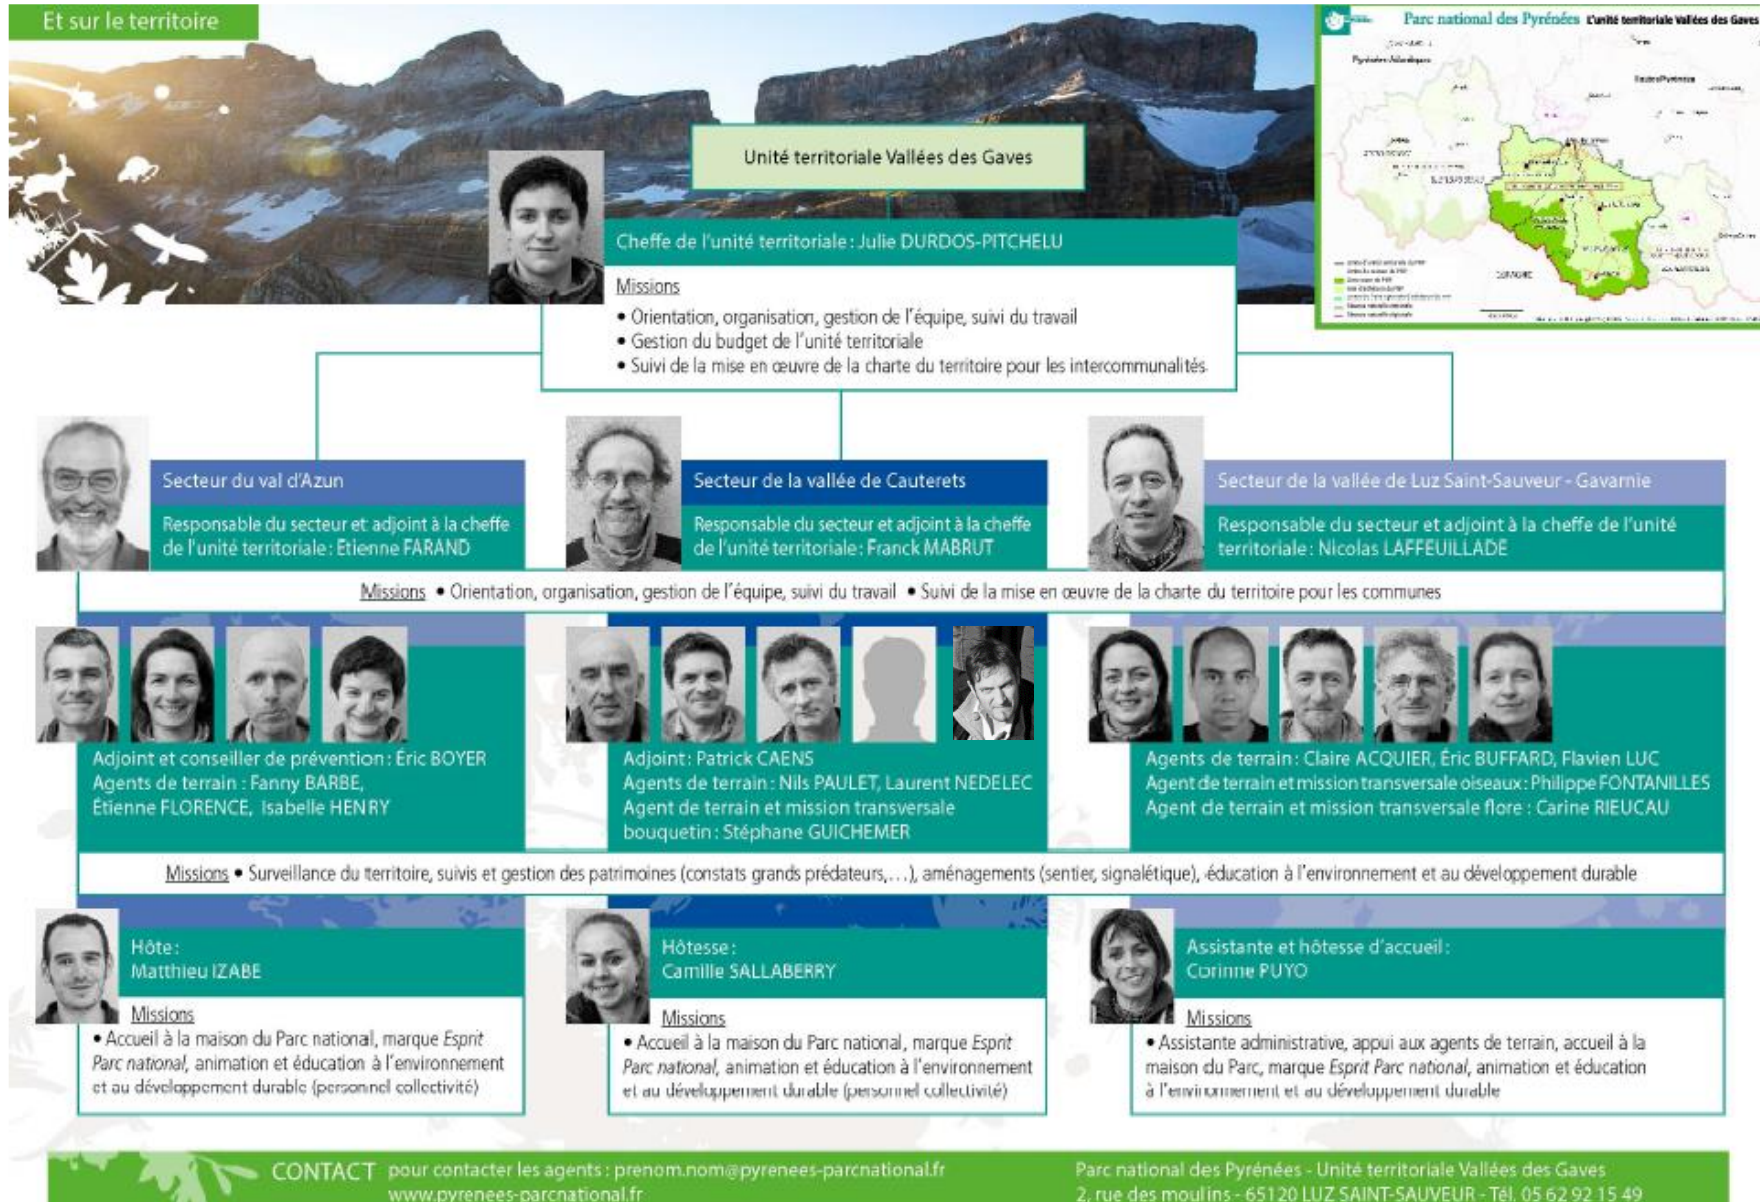 Et sur le territoire
Parc national des Pyrénées L'unité territoriale Vallées des Gaves
Unité territoriale Vallées des Gaves
Cheffe de l'unité territoriale : Julie DURDOS-PITCHELU
Missions
• Orientation, organisation, gestion de l'équipe, suivi du travail
• Gestion du budget de l'unité territoriale
• Suivi de la mise en œuvre de la charte du territoire pour les intercommunalités
Secteur du val d'Azun
Responsable du secteur et adjoint à la cheffe
de l'unité territoriale : Etienne FARAND
Secteur de la vallée de Cauterets
Responsable du secteur et adjoint à la cheffe
de l'unité territoriale : Franck MABRUT
Secteur de la vallée de Luz Saint-Sauveur - Gavarnie
Responsable du secteur et adjoint à la cheffe de l'unité
territoriale : Nicolas LAFFEUILLADE
Missions • Orientation, organisation, gestion de l'équipe, suivi du travail • Suivi de la mise en œuvre de la charte du territoire pour les communes
Adjoint et conseiller de prévention : Éric BOYER
Agents de terrain : Fanny BARBE,
Étienne FLORENCE, Isabelle HENRY
Adjoint : Patrick CAENS
Agents de terrain : Nils PAULET, Laurent NEDELEC
Agent de terrain et mission transversale
bouquetin : Stéphane GUICHEMER
Agents de terrain : Claire ACQUIER, Éric BUFFARD, Flavien LUC
Agent de terrain et mission transversale oiseaux : Philippe FONTANILLES
Agent de terrain et mission transversale flore : Carine RIEUCAU
Missions • Surveillance du territoire, suivis et gestion des patrimoines (constats grands prédateurs,…), aménagements (sentier, signalétique), éducation à l'environnement et au développement durable
Hôte :
Matthieu IZABE
Missions
• Accueil à la maison du Parc national, marque Esprit
Parc national, animation et éducation à l'environnement
et au développement durable (personnel collectivité)
Hôtesse :
Camille SALLABERRY
Missions
• Accueil à la maison du Parc national, marque Esprit
Parc national, animation et éducation à l'environnement
et au développement durable (personnel collectivité)
Assistante et hôtesse d'accueil :
Corinne PUYO
Missions
• Assistante administrative, appui aux agents de terrain, accueil à la
maison du Parc, marque Esprit Parc national, animation et éducation
à l'environnement et au développement durable
CONTACT pour contacter les agents : prenom.nom@pyrenees-parcnational.fr
www.pyrenees-parcnational.fr
Parc national des Pyrénées - Unité territoriale Vallées des Gaves
2, rue des moulins - 65120 LUZ SAINT-SAUVEUR - Tél. 05 62 92 15 49